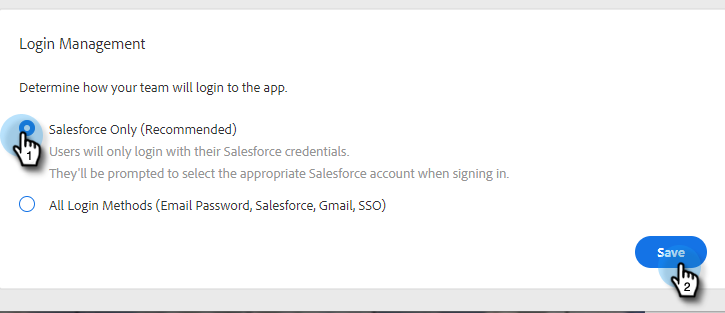 Login Management
Determine how your team will login to the app.
Salesforce Only (Recommended)
1
Users will only login with their Salesforce credentials.
They'll be prompted to select the appropriate Salesforce account when signing in.
All Login Methods (Email Password, Salesforce, Gmail, SSO)
Save
2